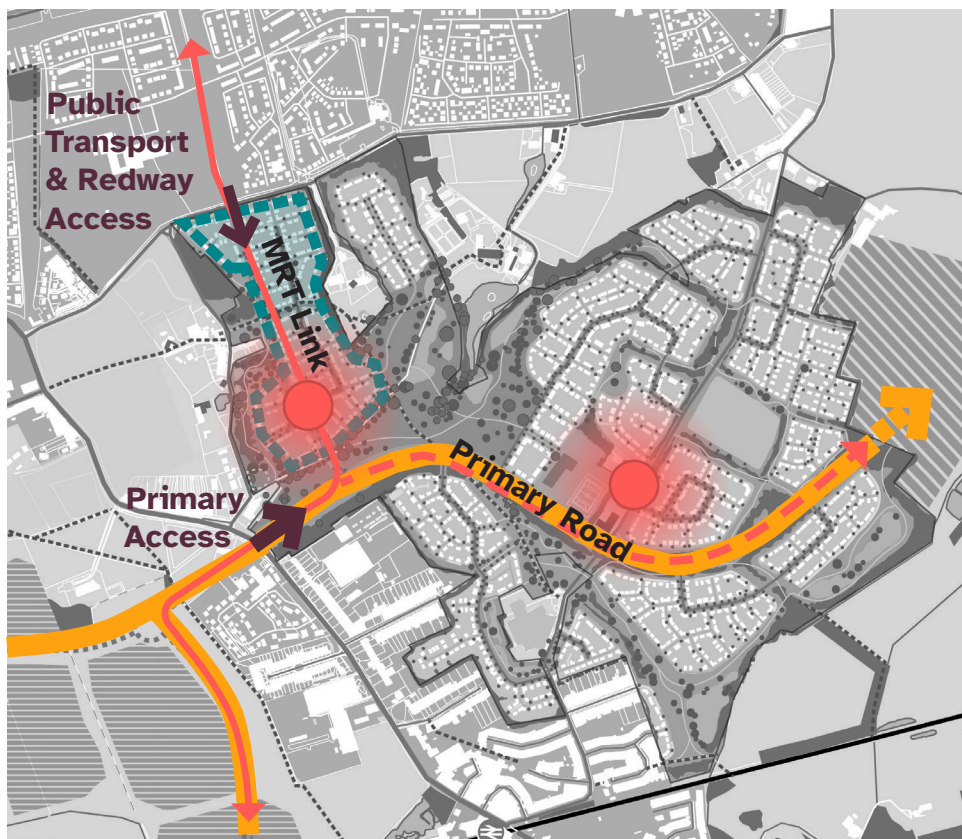 Public
Transport
& Redway
Access
MRT Link
Primary Road
Primary
Access